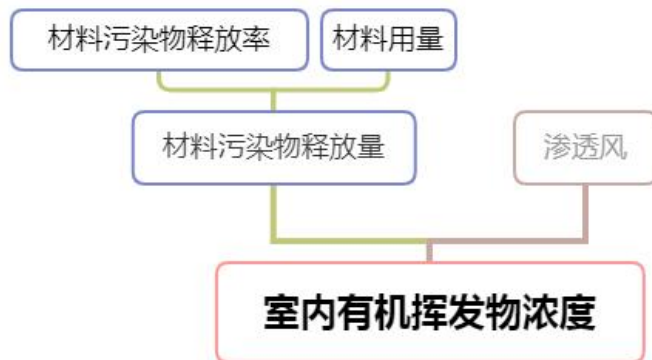 材料污染物释放率
材料用量
材料污染物释放量
渗透风
室内有机挥发物浓度